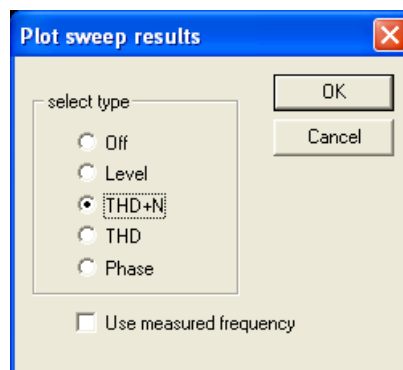 Plot sweep results
select type
Off
Level
THD+N
THD
Phase
Use measured frequency
OK
Cancel